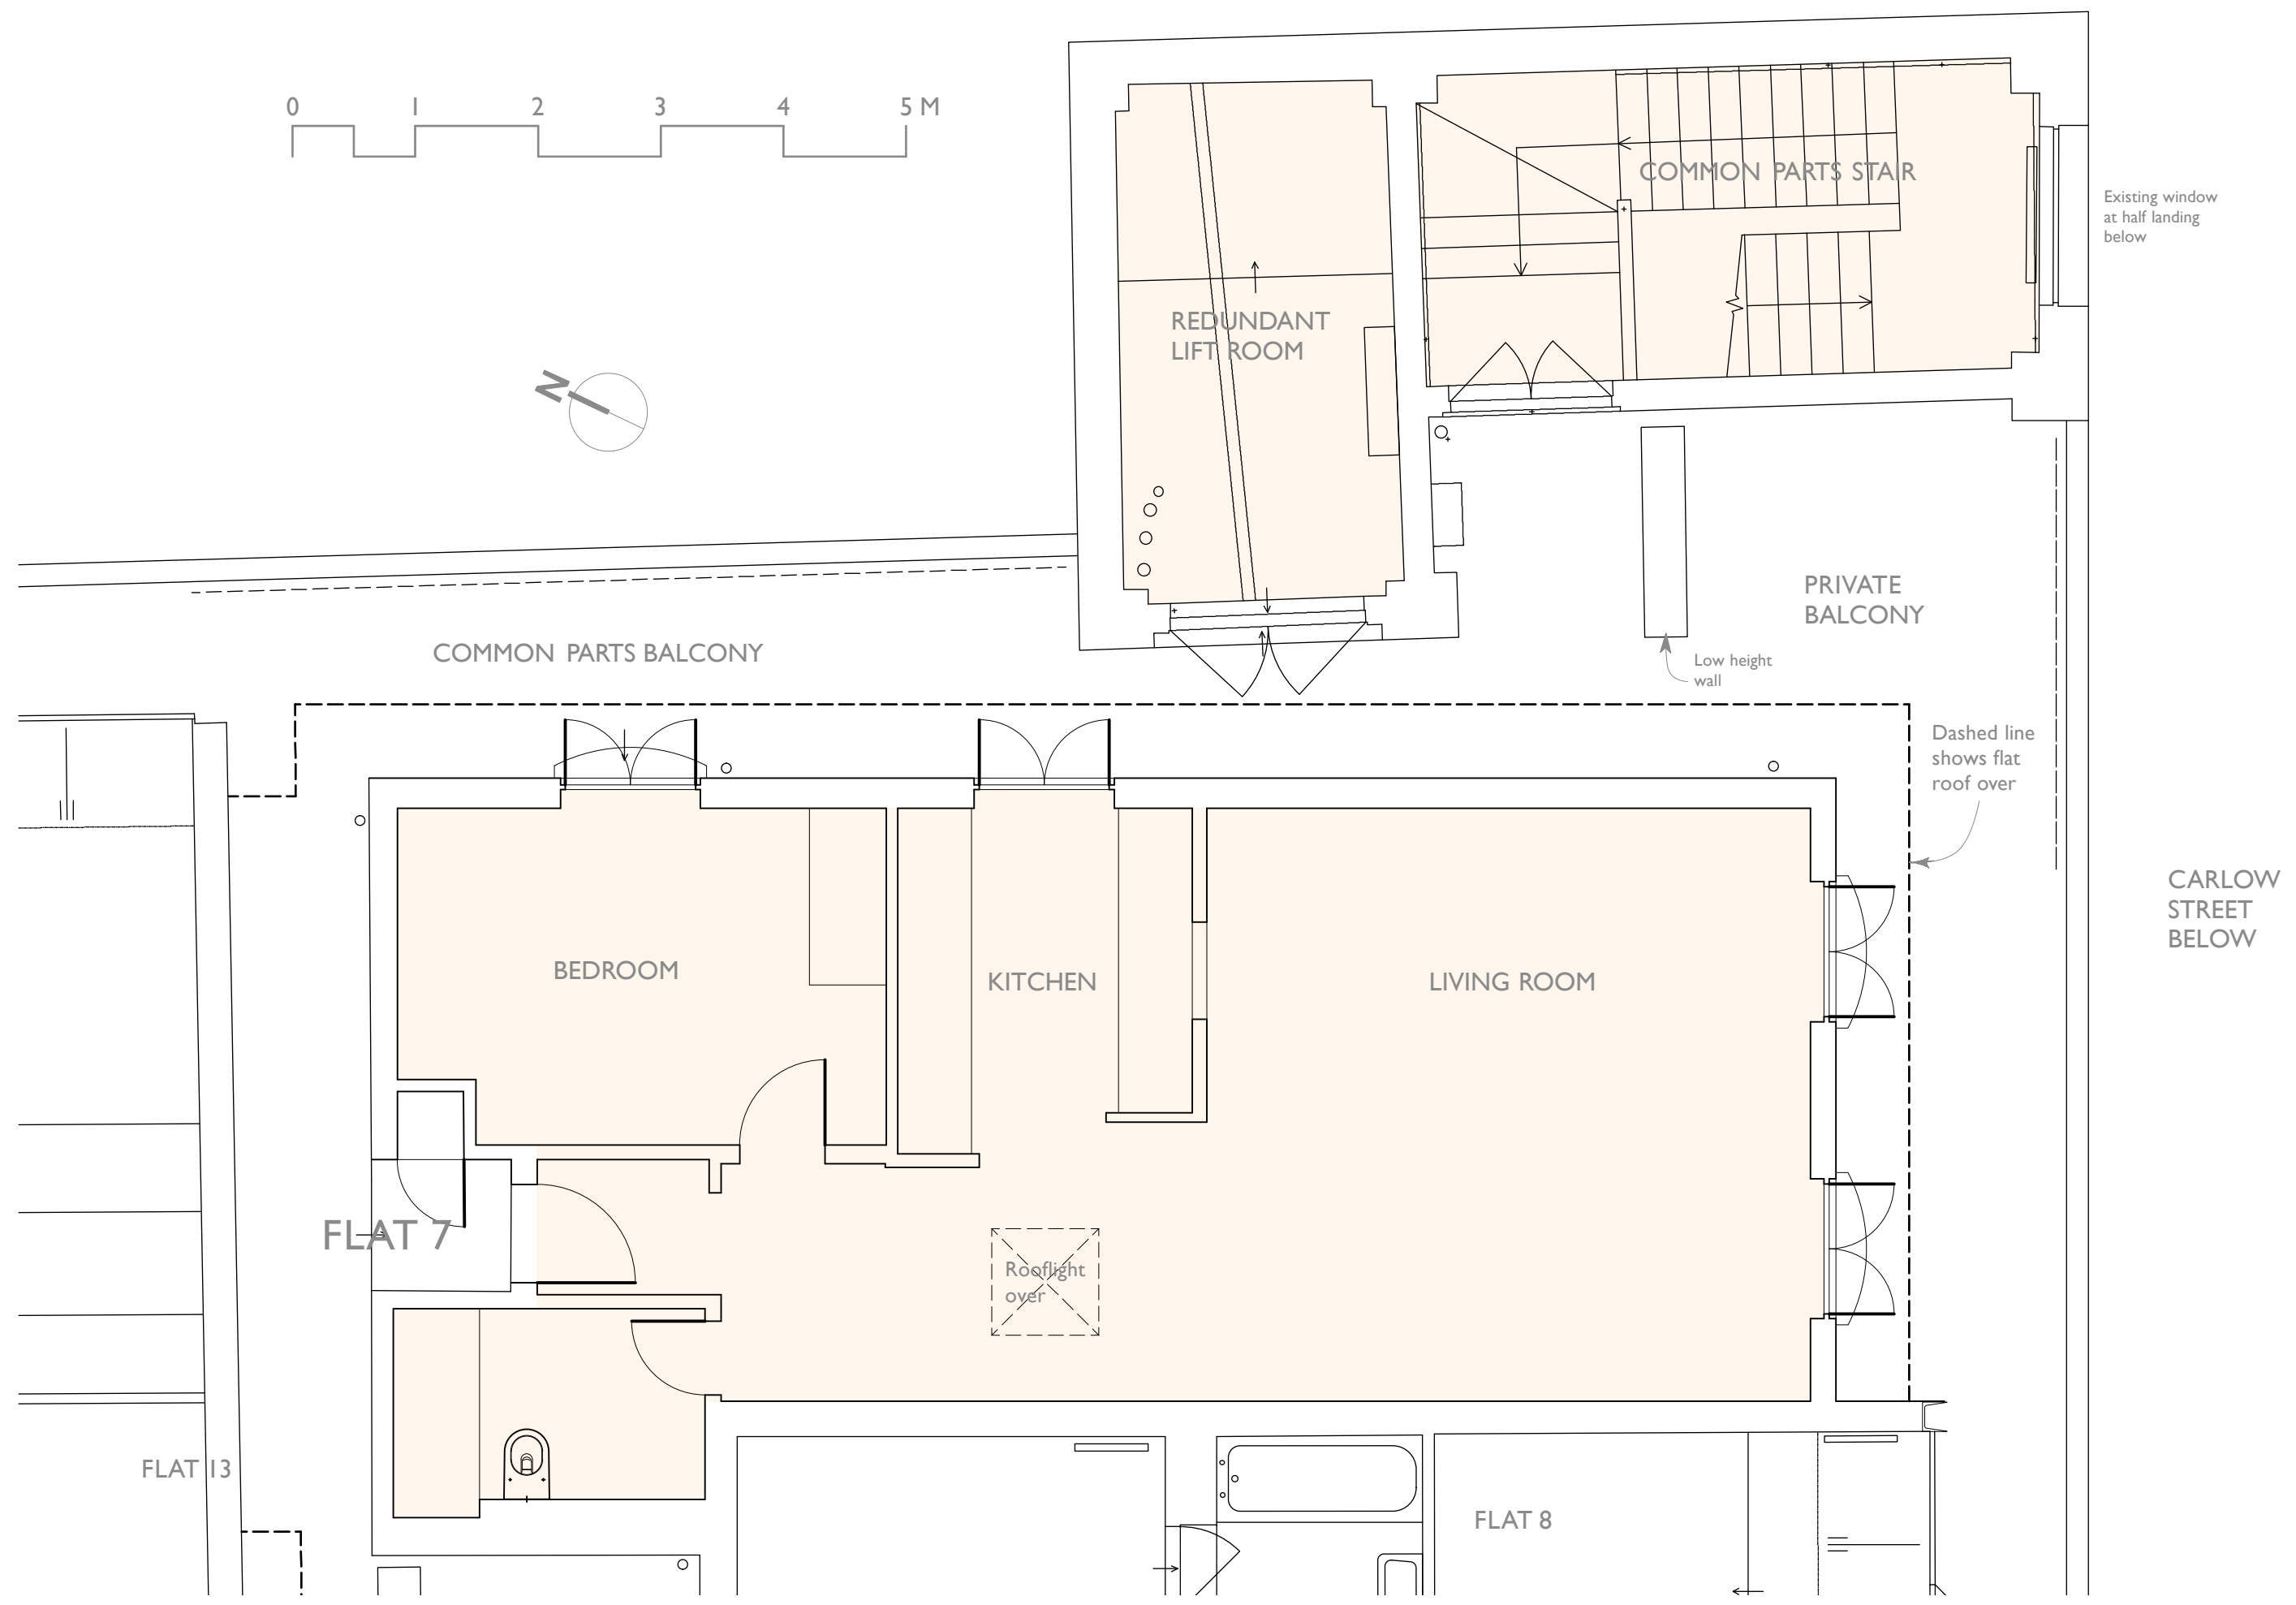 0 1 2 3 4 5 M
COMMON PARTS STAIR
Existing window
at half landing
below
REDUNDANT
LIFT ROOM
N
PRIVATE
BALCONY
COMMON PARTS BALCONY
Low height
wall
Dashed line
shows flat
roof over
CARLOW
STREET
BELOW
BEDROOM
KITCHEN
LIVING ROOM
FLAT 7
Rooflight
over
FLAT 13
FLAT 8